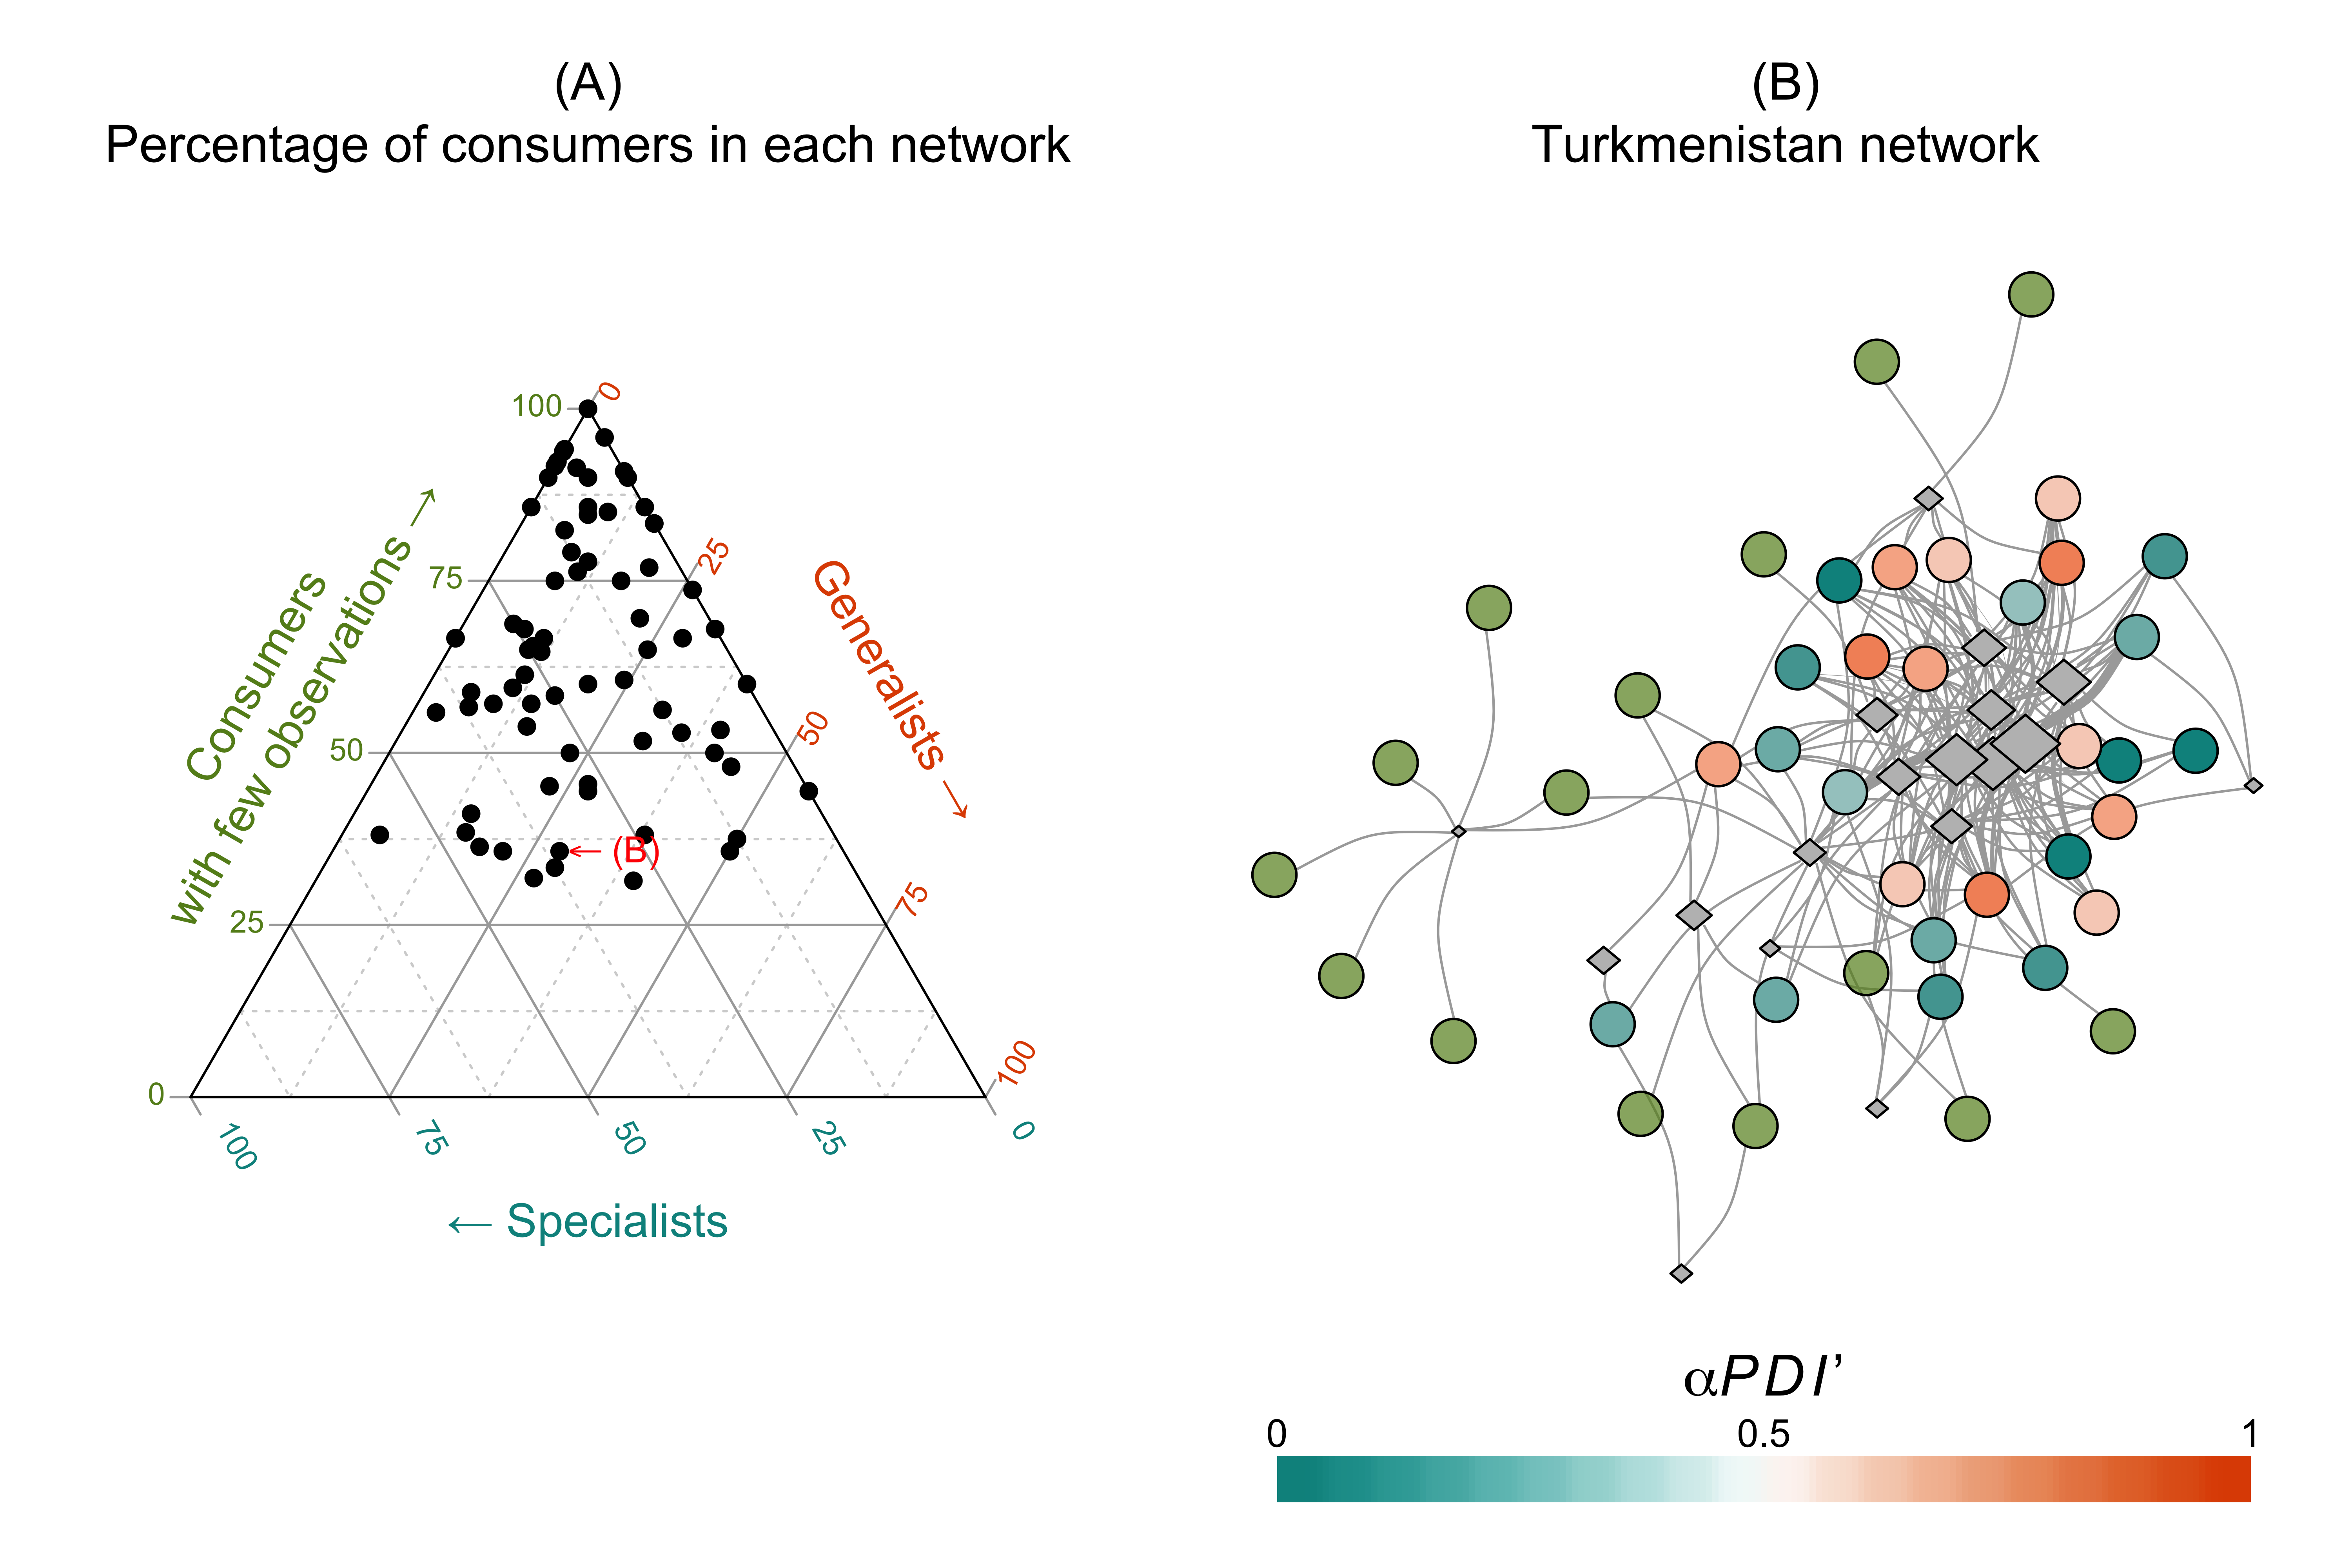 (A)
Percentage of consumers in each network
100
75
50
25
0
0
25
50
75
100
100
75
50
25
0
Consumers
with few observations →
Generalists →
← Specialists
← (B)
(B)
Turkmenistan network
αPDI’
0
0.5
1